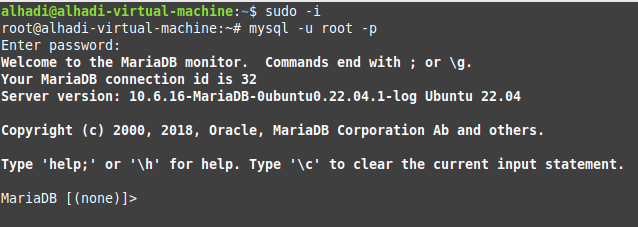 alhadi@alhadi-virtual-machine:~$ sudo -i
root@alhadi-virtual-machine:~# mysql -u root -p
Enter password:
Welcome to the MariaDB monitor.  Commands end with ; or \g.
Your MariaDB connection id is 32
Server version: 10.6.16-MariaDB-0ubuntu0.22.04.1-log Ubuntu 22.04
Copyright (c) 2000, 2018, Oracle, MariaDB Corporation Ab and others.
Type 'help;' or '\h' for help. Type '\c' to clear the current input statement.
MariaDB [(none)]>